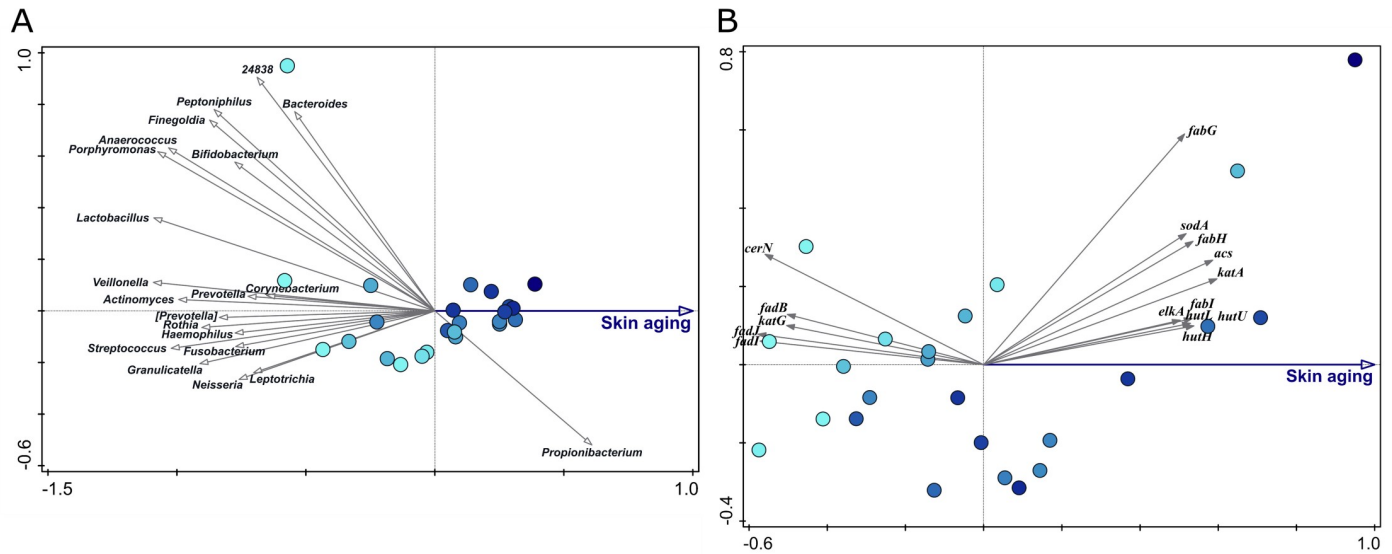 A
B
1.0
24838
Peptoniphilus
Bacteroides
Finegoldia
Anaerococcus
Porphyromonas
Bifidobacterium
Lactobacillus
Veillonella
Corynebacterium
Prevotella
Actinomyces
[Prevotella]
Rothia
Haemophilus
Streptococcus
Fusobacterium
Granulicatella
Leptotrichia
Neisseria
Skin aging
Propionibacterium
-0.6
-1.5
1.0
0.8
fabG
sodA
fabH
cerN
acs
katA
fadB
fabI
elkA
hutL
hutU
katG
fadJ
hutH
fadI
Skin aging
-0.4
-0.6
1.0